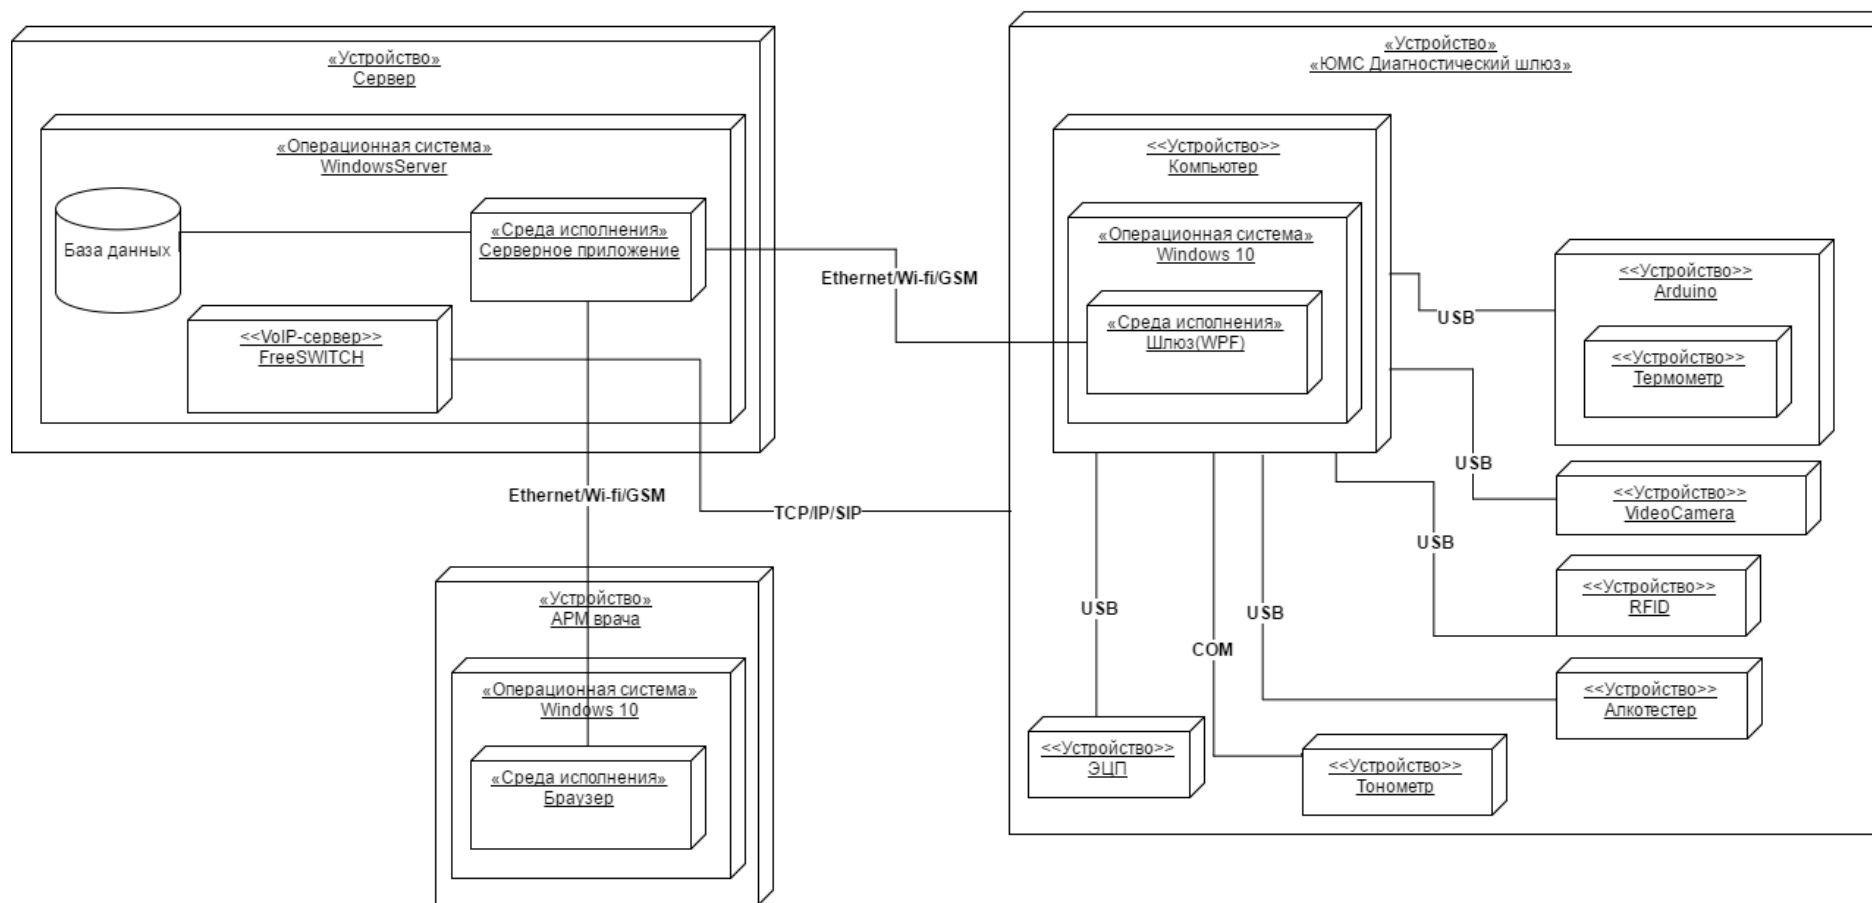 «Устройство»
Сервер
«Операционная система»
WindowsServer
База данных
«Среда исполнения»
Серверное приложение
<<VoIP-сервер>>
FreeSWITCH
Ethernet/Wi-fi/GSM
Ethernet/Wi-fi/GSM
TCP/IP/SIP
«Устройство»
АРМ врача
«Операционная система»
Windows 10
«Среда исполнения»
Браузер
«Устройство»
«ЮМС Диагностический шлюз»
<<Устройство>>
Компьютер
«Операционная система»
Windows 10
«Среда исполнения»
Шлюз(WPF)
USB
<<Устройство>>
Arduino
<<Устройство>>
Термометр
USB
<<Устройство>>
VideoCamera
USB
<<Устройство>>
RFID
USB
<<Устройство>>
Алкотестер
USB
<<Устройство>>
ЭЦП
COM
<<Устройство>>
Тонометр